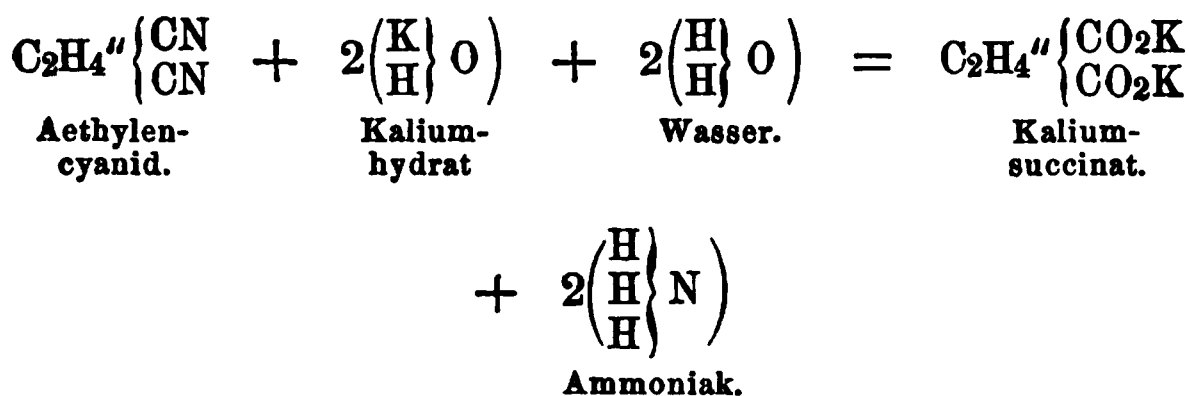 C2H4" {CN CN + 2(K H} O) + 2(H H} O) = C2H4" {CO2K CO2K
Aethylen- Kalium- Wasser. Kalium-
cyanid. hydrat succinat.
+ 2(H H H} N)
Ammoniak.